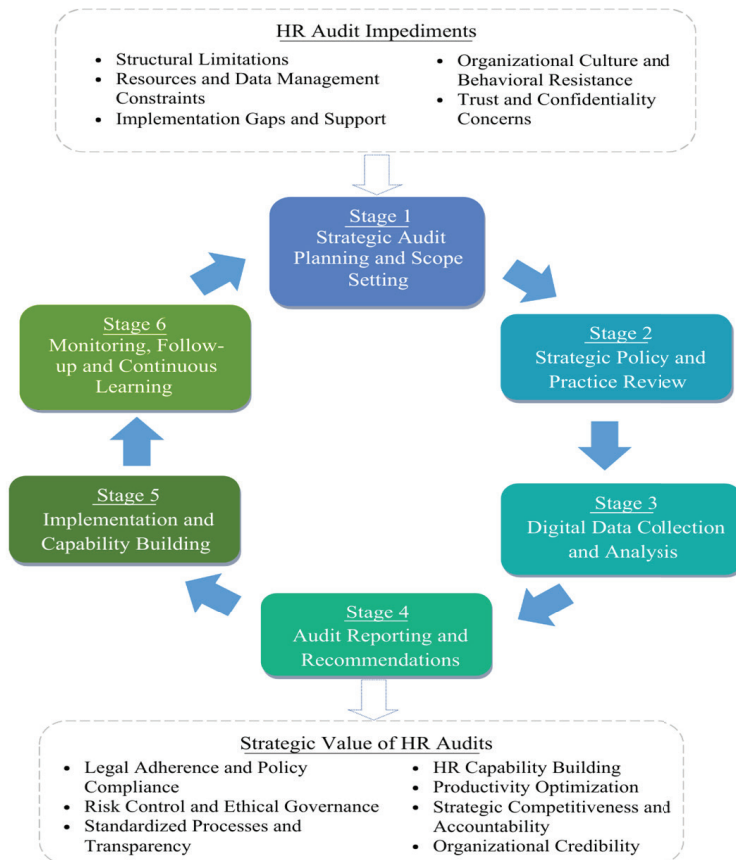 HR Audit Impediments
• Structural Limitations
• Resources and Data Management
Constraints
• Implementation Gaps and Support
• Organizational Culture and
Behavioral Resistance
• Trust and Confidentiality
Concerns
Stage 1
Strategic Audit
Planning and Scope
Setting
Stage 2
Strategic Policy and
Practice Review
Stage 3
Digital Data Collection
and Analysis
Stage 4
Audit Reporting and
Recommendations
Stage 5
Implementation and
Capability Building
Stage 6
Monitoring, Follow-
up and Continuous
Learning
Strategic Value of HR Audits
• Legal Adherence and Policy
Compliance
• Risk Control and Ethical Governance
• Standardized Processes and
Transparency
• HR Capability Building
• Productivity Optimization
• Strategic Competitiveness and
Accountability
• Organizational Credibility